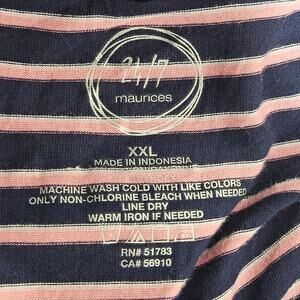 24/7
maurices
XXL
MADE IN INDONESIA
MACHINE WASH COLD WITH LIKE COLORS
ONLY NON-CHLORINE BLEACH WHEN NEEDED
LINE DRY
WARM IRON IF NEEDED
RN# 51783
CA# 56910